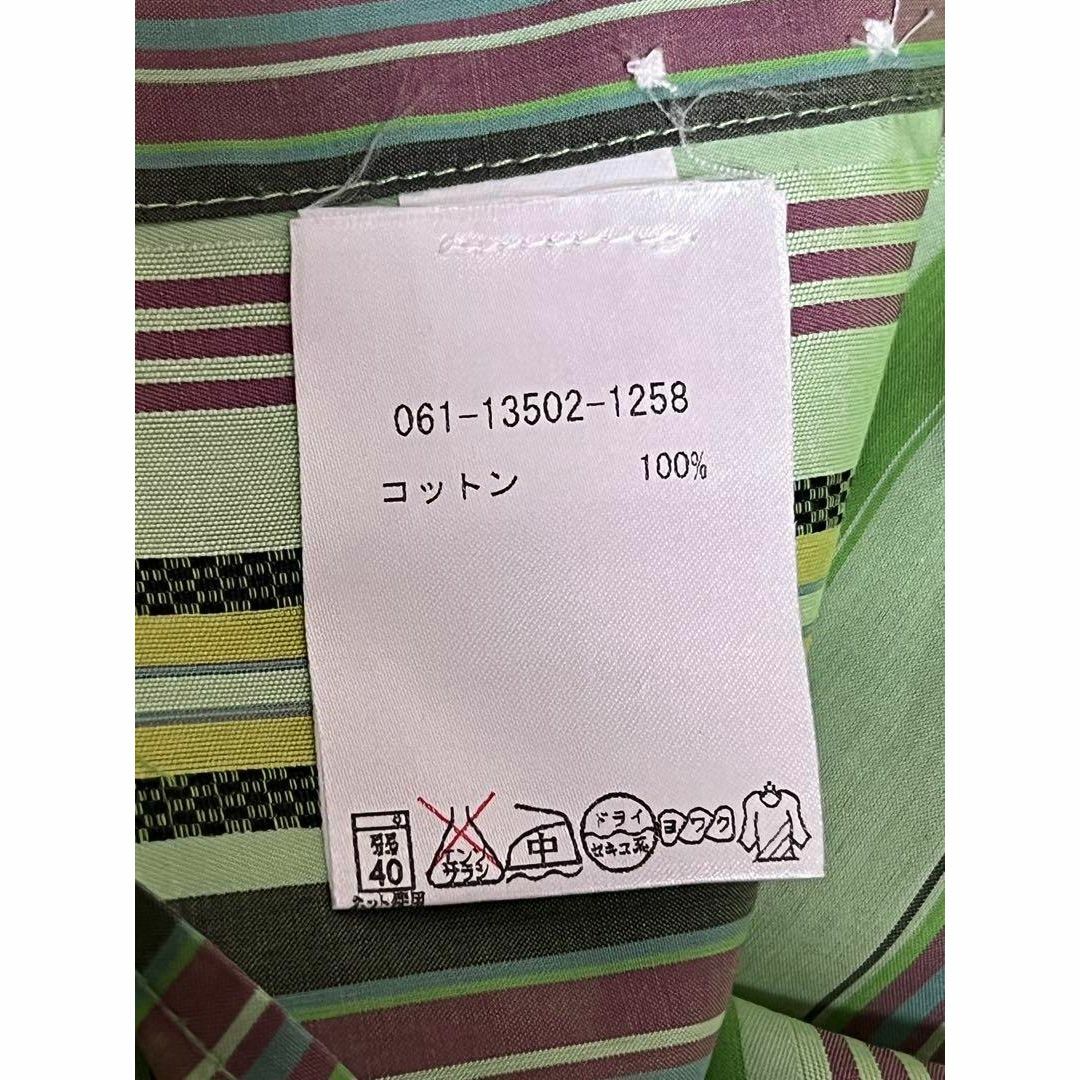 061-13502-1258
コットン 100%
弱
40
ネット使用
エンソ
サラシ
中
ドライ
セキユ系
ヨワク